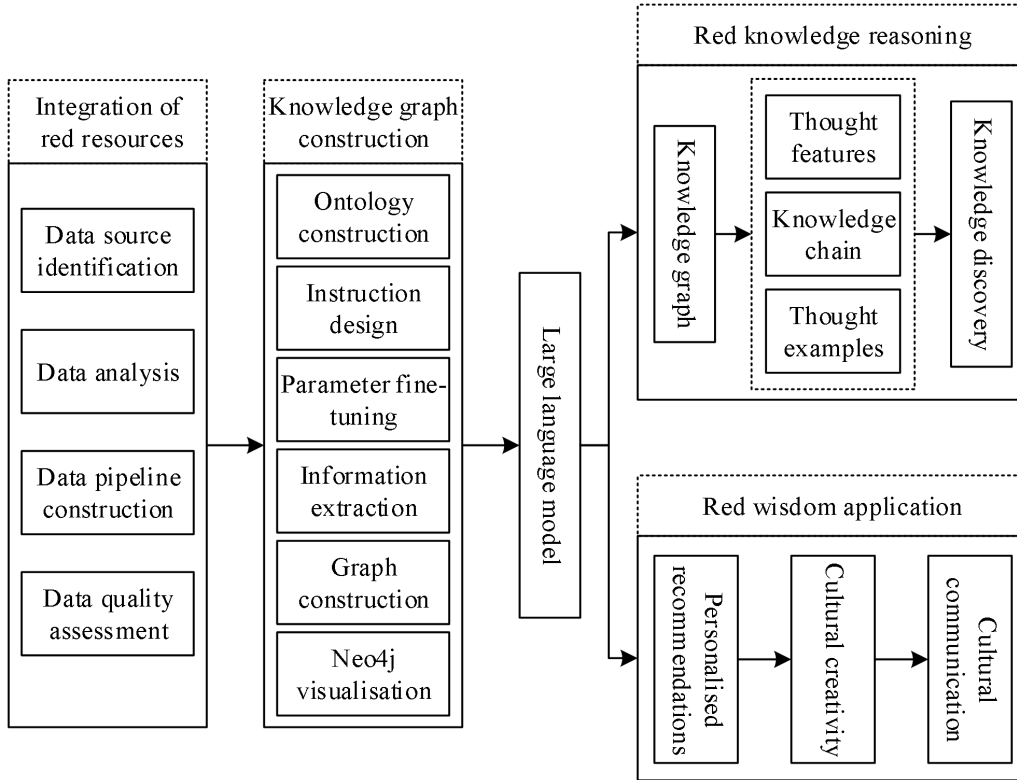 Integration of
red resources
Data source
identification
Data analysis
Data pipeline
construction
Data quality
assessment
Knowledge graph
construction
Ontology
construction
Instruction
design
Parameter fine-
tuning
Information
extraction
Graph
construction
Neo4j
visualisation
Large language model
Red knowledge reasoning
Knowledge graph
Thought
features
Knowledge
chain
Thought
examples
Knowledge discovery
Red wisdom application
Personalised
recommendations
Cultural creativity
Cultural
communication